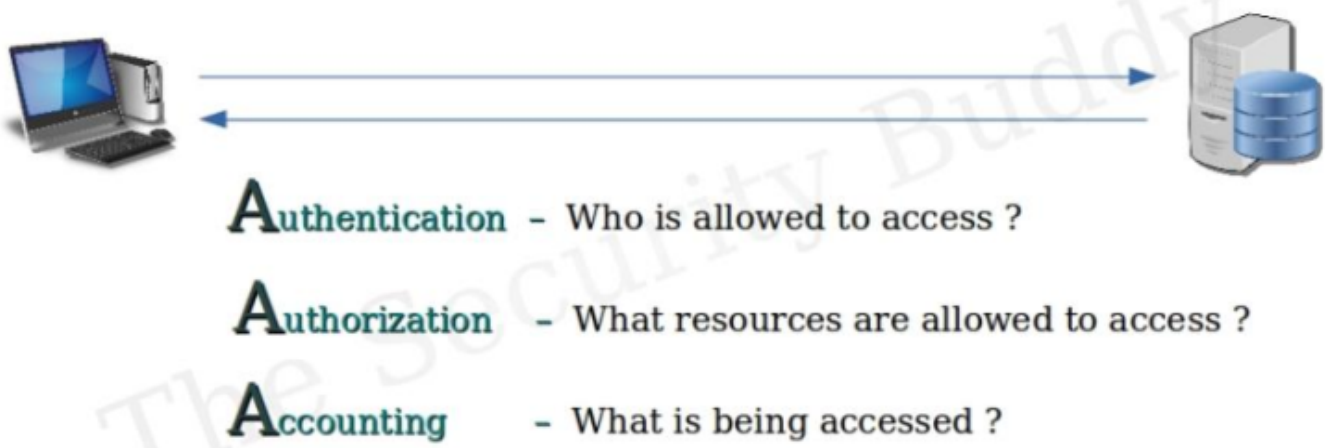 The Security Buddy
Authentication – Who is allowed to access ?
Authorization – What resources are allowed to access ?
Accounting – What is being accessed ?